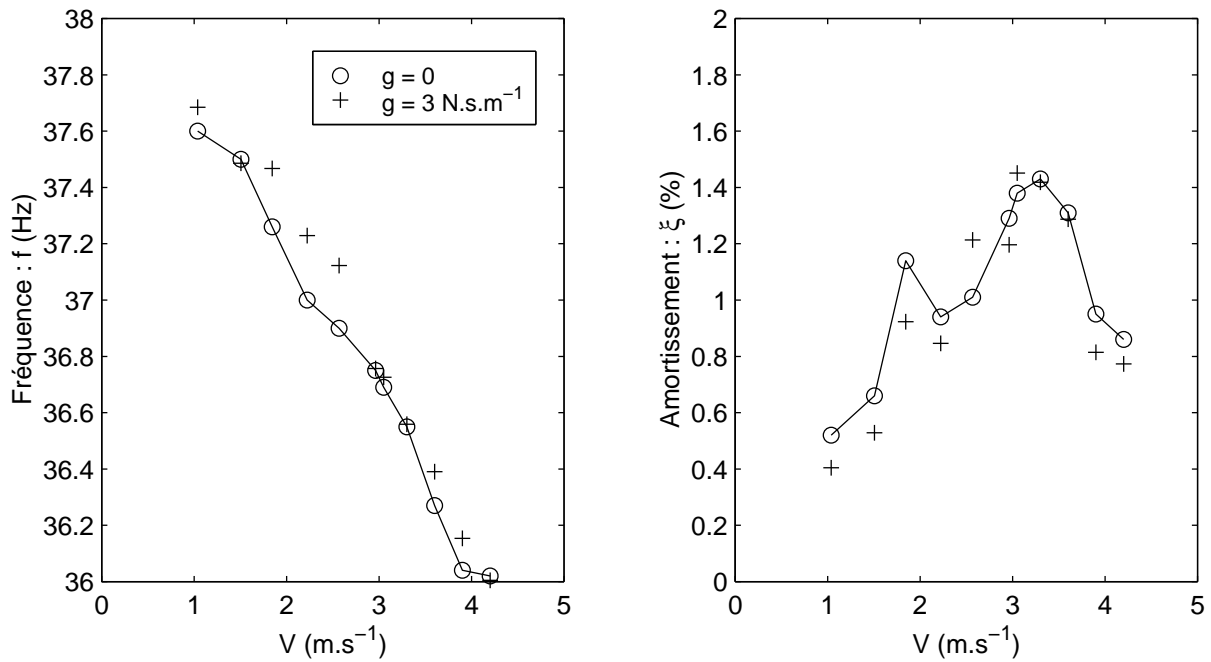 38
37.8
37.6
37.4
37.2
37
36.8
36.6
36.4
36.2
36
0 1 2 3 4 5
Fréquence : f (Hz)
V (m.s⁻¹)
g = 0
g = 3 N.s.m⁻¹
2
1.8
1.6
1.4
1.2
1
0.8
0.6
0.4
0.2
0
0 1 2 3 4 5
Amortissement : ξ (%)
V (m.s⁻¹)